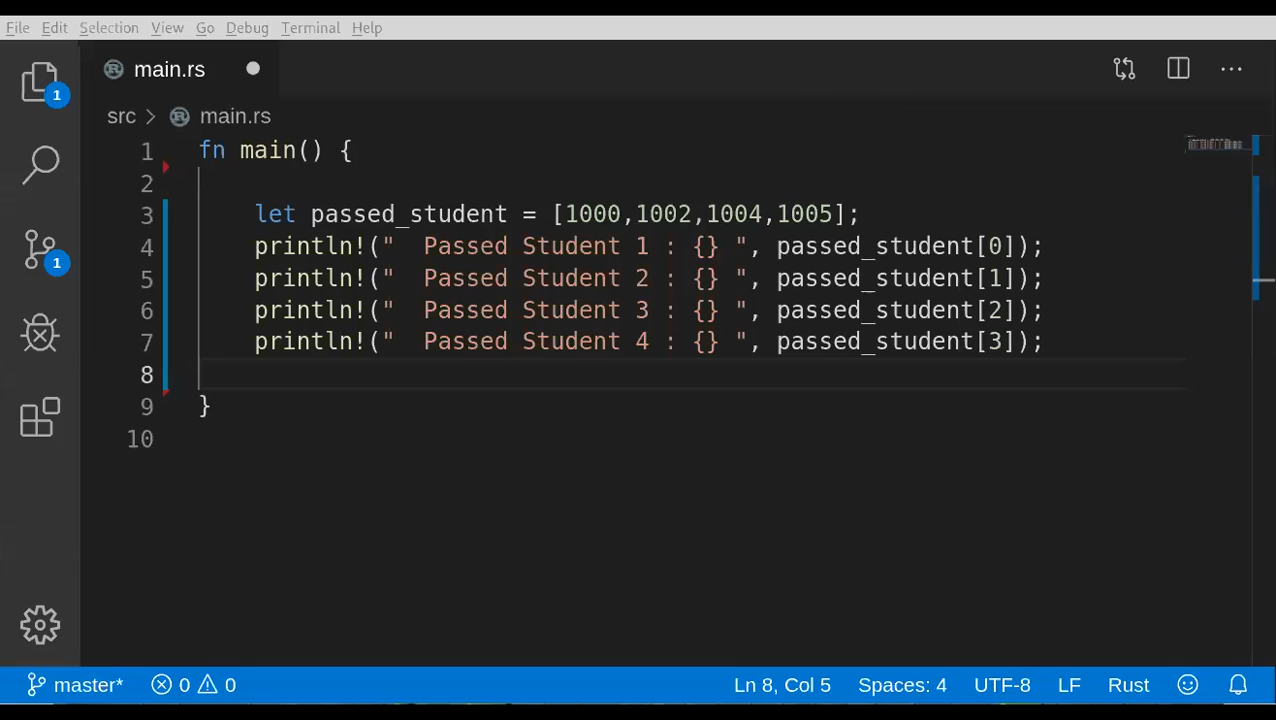 File Edit Selection View Go Debug Terminal Help
main.rs
1
src > main.rs
1 fn main() {
2
3 let passed_student = [1000,1002,1004,1005];
4 println!("  Passed Student 1 : {} ", passed_student[0]);
5 println!("  Passed Student 2 : {} ", passed_student[1]);
1
6 println!("  Passed Student 3 : {} ", passed_student[2]);
7 println!("  Passed Student 4 : {} ", passed_student[3]);
8
9 }
10
master* 0 0 Ln 8, Col 5 Spaces: 4 UTF-8 LF Rust